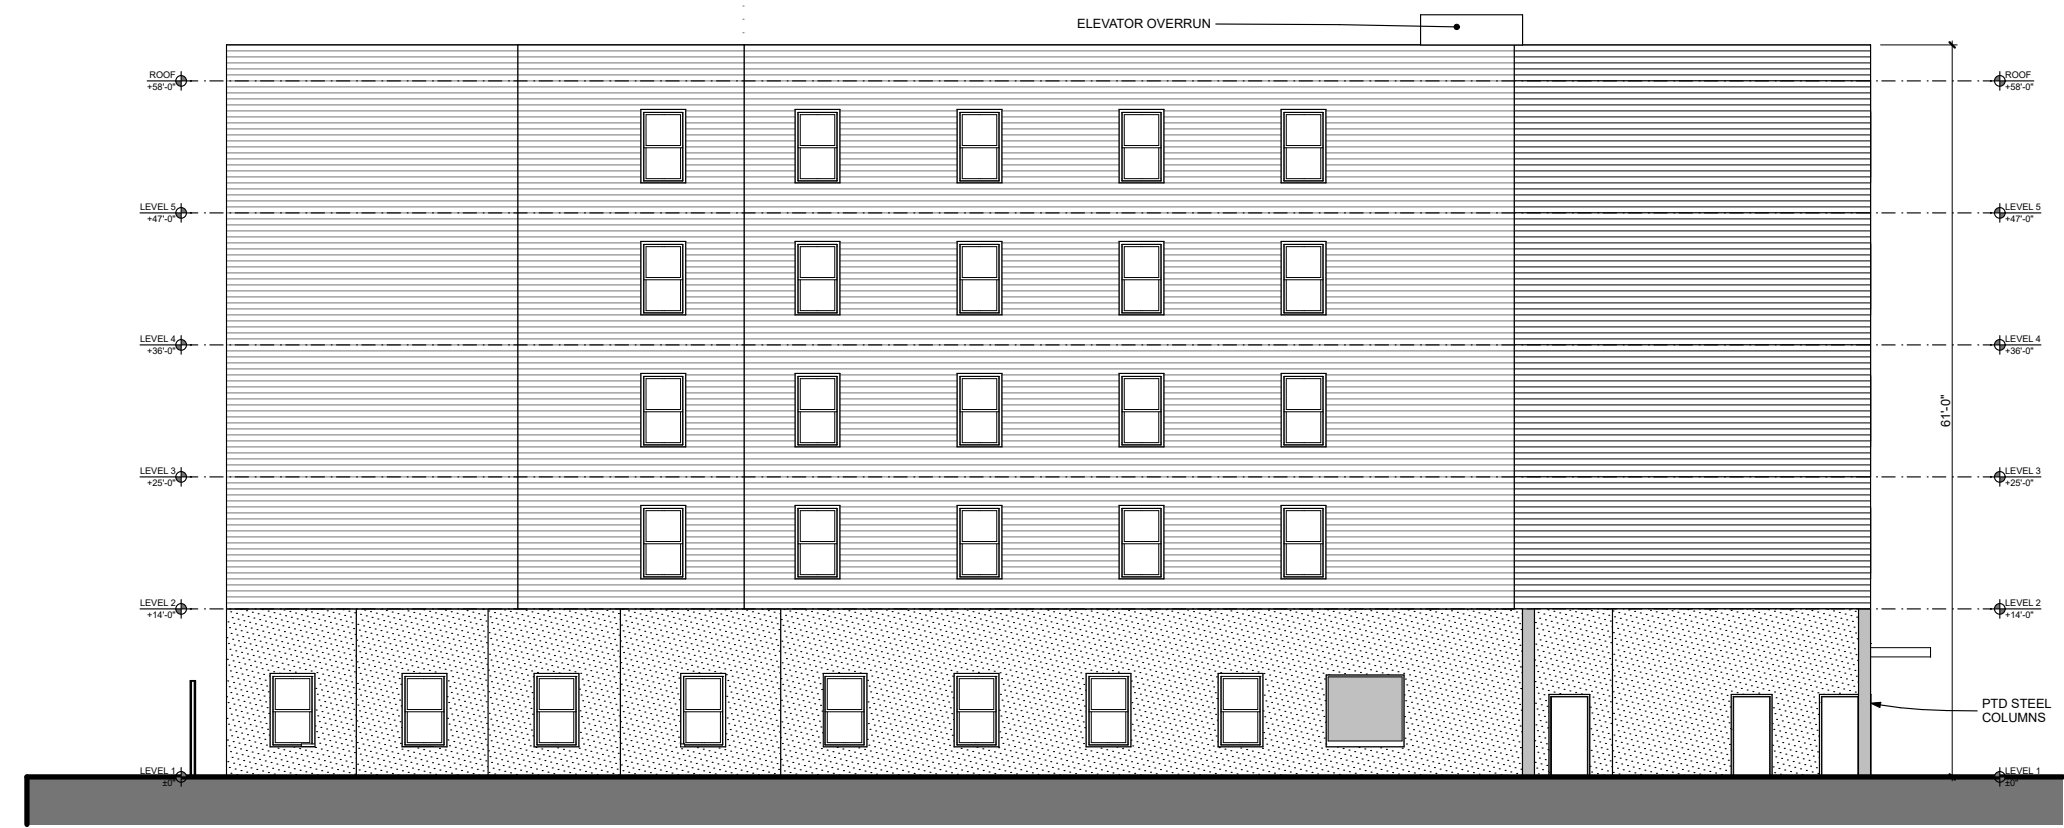 ELEVATOR OVERRUN
ROOF
+58'-0"
ROOF
+58'-0"
LEVEL 5
+47'-0"
LEVEL 5
+47'-0"
LEVEL 4
+36'-0"
LEVEL 4
+36'-0"
61'-0"
LEVEL 3
+25'-0"
LEVEL 3
+25'-0"
LEVEL 2
+14'-0"
LEVEL 2
+14'-0"
PTD STEEL
COLUMNS
LEVEL 1
±0"
LEVEL 1
±0"